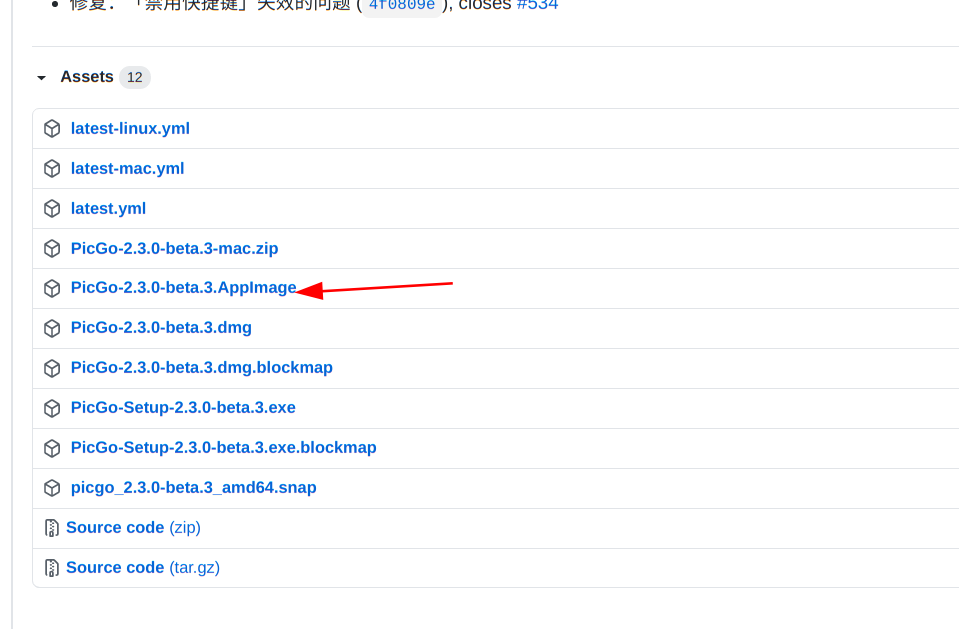 修复：「禁用快捷键」失效的问题 (4f0809e), closes #534
Assets 12
latest-linux.yml
latest-mac.yml
latest.yml
PicGo-2.3.0-beta.3-mac.zip
PicGo-2.3.0-beta.3.AppImage
PicGo-2.3.0-beta.3.dmg
PicGo-2.3.0-beta.3.dmg.blockmap
PicGo-Setup-2.3.0-beta.3.exe
PicGo-Setup-2.3.0-beta.3.exe.blockmap
picgo_2.3.0-beta.3_amd64.snap
Source code (zip)
Source code (tar.gz)